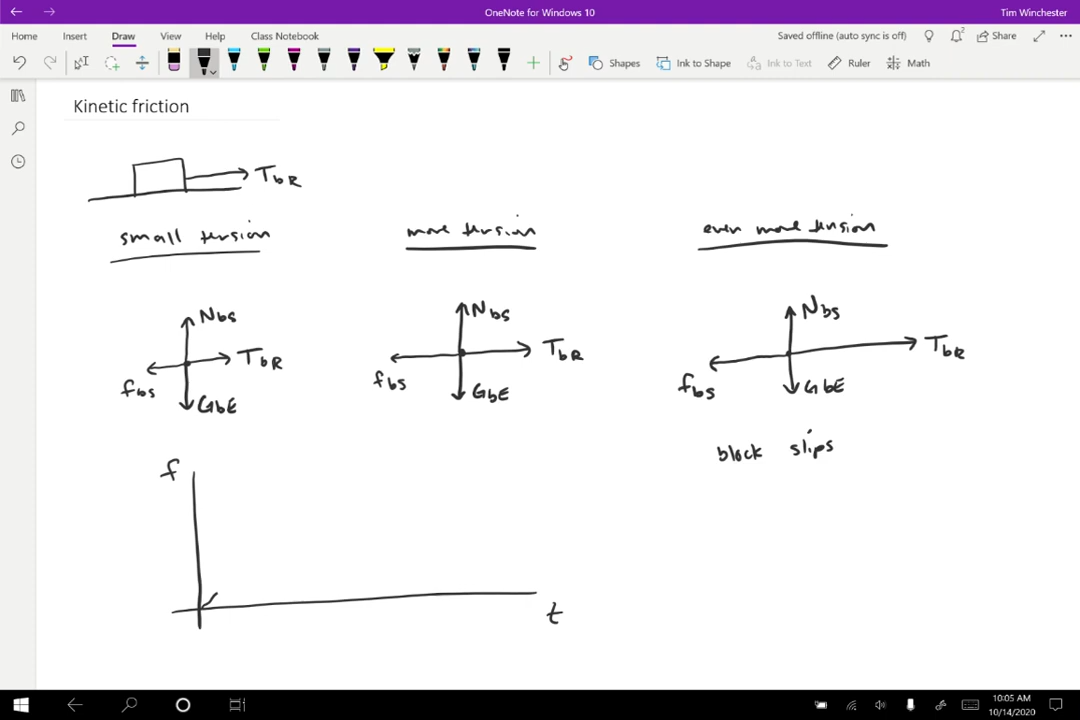 OneNote for Windows 10
Tim Winchester
Home Insert Draw View Help Class Notebook
Saved offline (auto sync is off) Share
Shapes Ink to Shape Ink to Text Ruler Math
Kinetic friction
TbR
small tension
more tension
even more tension
Nbs
TbR
fbs
GbE
Nbs
TbR
fbs
GbE
Nbs
TbR
fbs
GbE
block slips
f
t
10:05 AM
10/14/2020